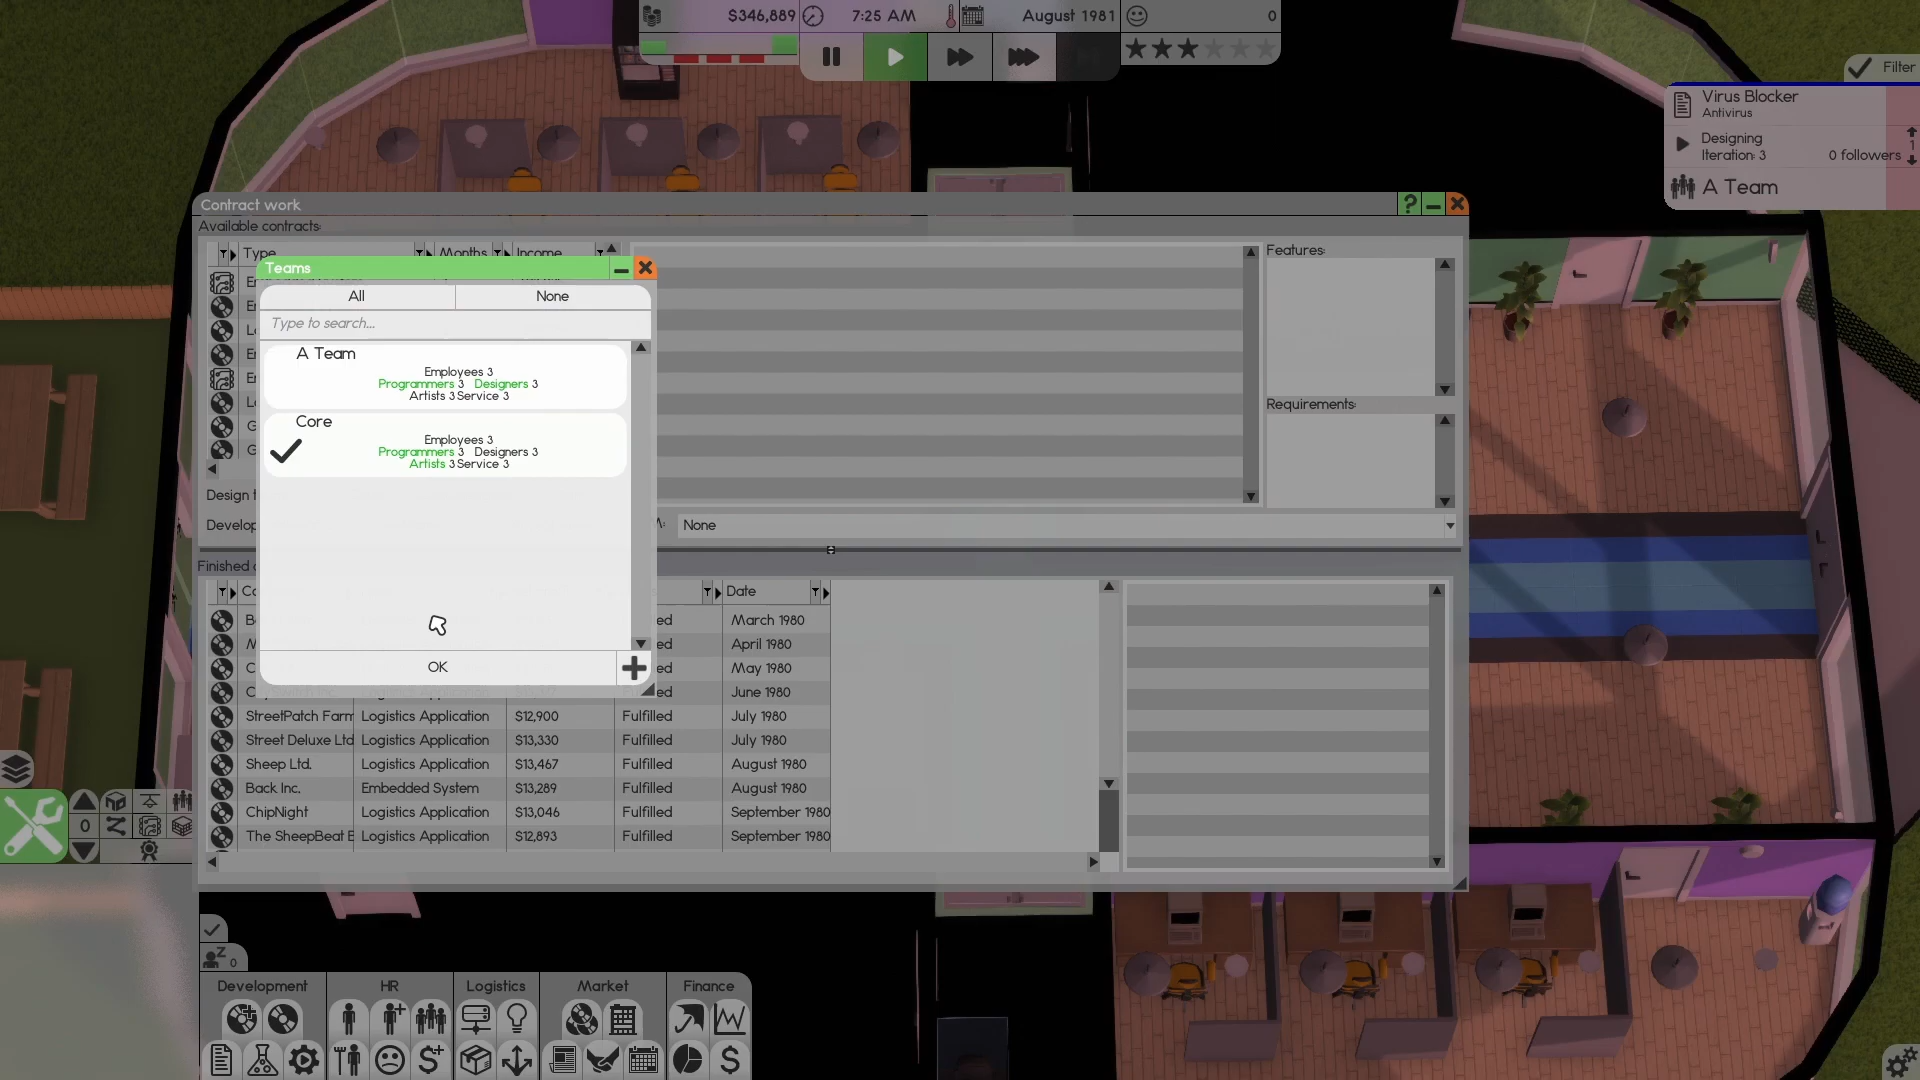 $346,889
7:25 AM
August 1981
0
Filter
Virus Blocker
Antivirus
Designing
Iteration: 3
0 followers
1
A Team
Contract work
?
Available contracts:
Type
Months
Income
Features:
Requirements:
Teams
All
None
Type to search...
A Team
Employees 3
Programmers 3 Designers 3
Artists 3 Service 3
Core
Employees 3
Programmers 3 Designers 3
Artists 3 Service 3
OK
Design
Develop
None
Finished
Date
March 1980
April 1980
May 1980
June 1980
StreetPatch Farm Logistics Application $12,900 Fulfilled July 1980
Street Deluxe Ltd Logistics Application $13,330 Fulfilled July 1980
Sheep Ltd. Logistics Application $13,467 Fulfilled August 1980
Back Inc. Embedded System $13,289 Fulfilled August 1980
ChipNight Logistics Application $13,046 Fulfilled September 1980
The SheepBeat B Logistics Application $12,893 Fulfilled September 1980
0
0
Development
HR
Logistics
Market
Finance